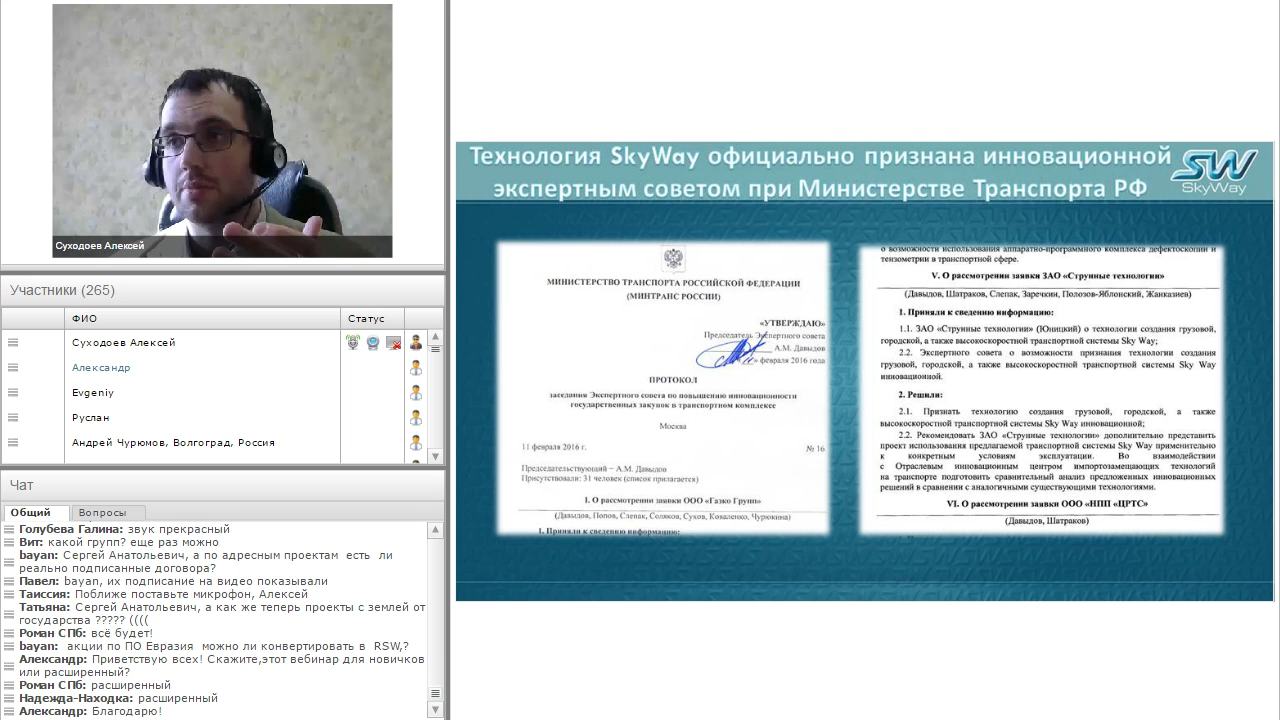 Суходоев Алексей
Участники (265)
ФИО
Статус
Суходоев Алексей
Александр
Evgeniy
Руслан
Андрей Чурюмов, Волгоград, Россия
Чат
Общий
Вопросы
Голубева Галина: звук прекрасный
Вит: какой групп? еще раз можно
bayan: Сергей Анатольевич, а по адресным проектам есть ли
реально подписанные договора?
Павел: bayan, их подписание на видео показывали
Таиссия: Поближе поставьте микрофон, Алексей
Татьяна: Сергей Анатольевич, а как же теперь проекты с землей от
государства ????? ((((
Роман СПб: всё будет!
bayan: акции по ПО Евразия можно ли конвертировать в RSW,?
Александр: Приветствую всех! Скажите,этот вебинар для новичков
или расширенный?
Роман СПб: расширенный
Надежда-Находка: расширенный
Александр: Благодарю!
Технология SkyWay официально признана инновационной
экспертным советом при Министерстве Транспорта РФ
SW
SkyWay
МИНИСТЕРСТВО ТРАНСПОРТА РОССИЙСКОЙ ФЕДЕРАЦИИ
(МИНТРАНС РОССИИ)
«УТВЕРЖДАЮ»
Председатель Экспертного совета
А.М. Давыдов
» февраля 2016 года
ПРОТОКОЛ
заседания Экспертного совета по повышению инновационности
государственных закупок в транспортном комплексе
Москва
11 февраля 2016 г.
№ 16
Председательствующий – А.М. Давыдов
Присутствовали: 31 человек (список прилагается)
I. О рассмотрении заявки ООО «Газко Групп»
(Давыдов, Попов, Слепак, Соляков, Сухов, Коваленко, Чурюкина)
1. Приняли к сведению информацию:
о возможности использования аппаратно-программного комплекса дефектоскопии и
тензометрии в транспортной сфере.
V. О рассмотрении заявки ЗАО «Струнные технологии»
(Давыдов, Шатраков, Слепак, Заречкин, Полозов-Яблонский, Жанказиев)
1. Приняли к сведению информацию:
1.1. ЗАО «Струнные технологии» (Юницкий) о технологии создания грузовой,
городской, а также высокоскоростной транспортной системы Sky Way;
2.2. Экспертного совета о возможности признания технологии создания
грузовой, городской, а также высокоскоростной транспортной системы Sky Way
инновационной.
2. Решили:
2.1. Признать технологию создания грузовой, городской, а также
высокоскоростной транспортной системы Sky Way инновационной;
2.2. Рекомендовать ЗАО «Струнные технологии» дополнительно представить
проект использования предлагаемой транспортной системы Sky Way применительно
к конкретным условиям эксплуатации. Во взаимодействии
с Отраслевым инновационным центром импортозамещающих технологий
на транспорте подготовить сравнительный анализ предложенных инновационных
решений в сравнении с аналогичными существующими технологиями.
VI. О рассмотрении заявки ООО «НПП «ЦРТС»
(Давыдов, Шатраков)